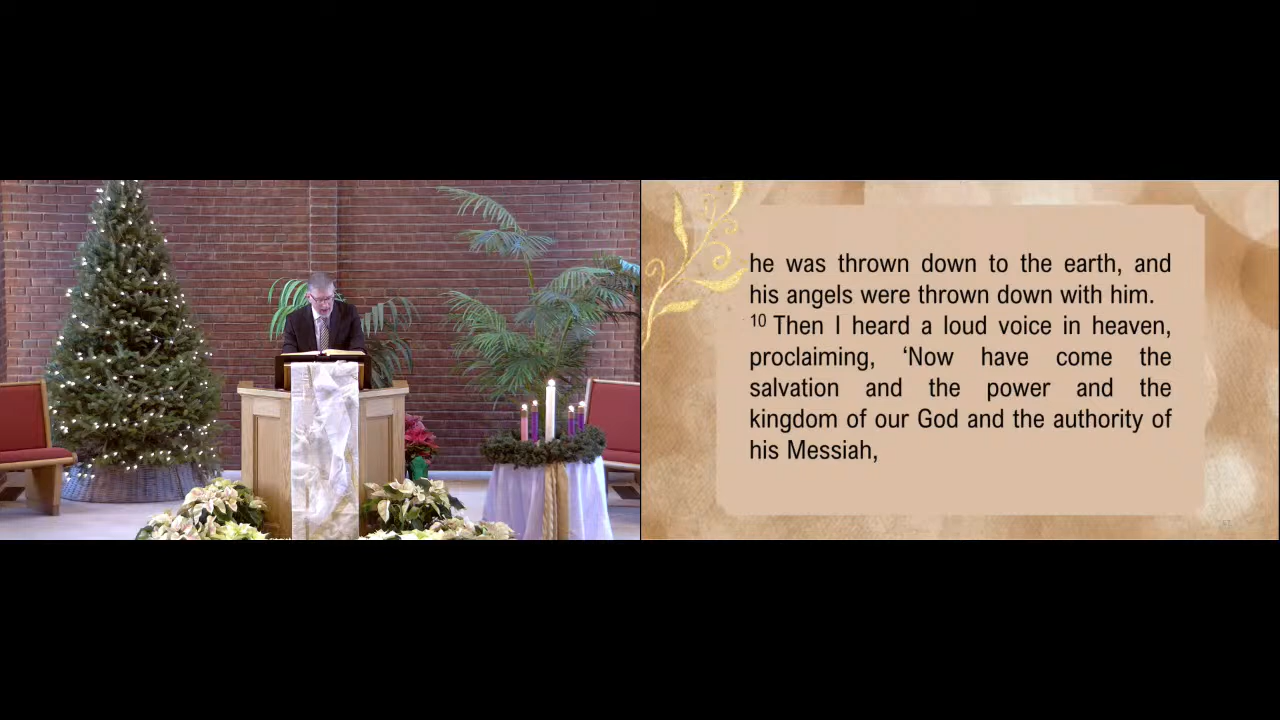 he was thrown down to the earth, and
his angels were thrown down with him.
10 Then I heard a loud voice in heaven,
proclaiming, ‘Now have come the
salvation and the power and the
kingdom of our God and the authority of
his Messiah,